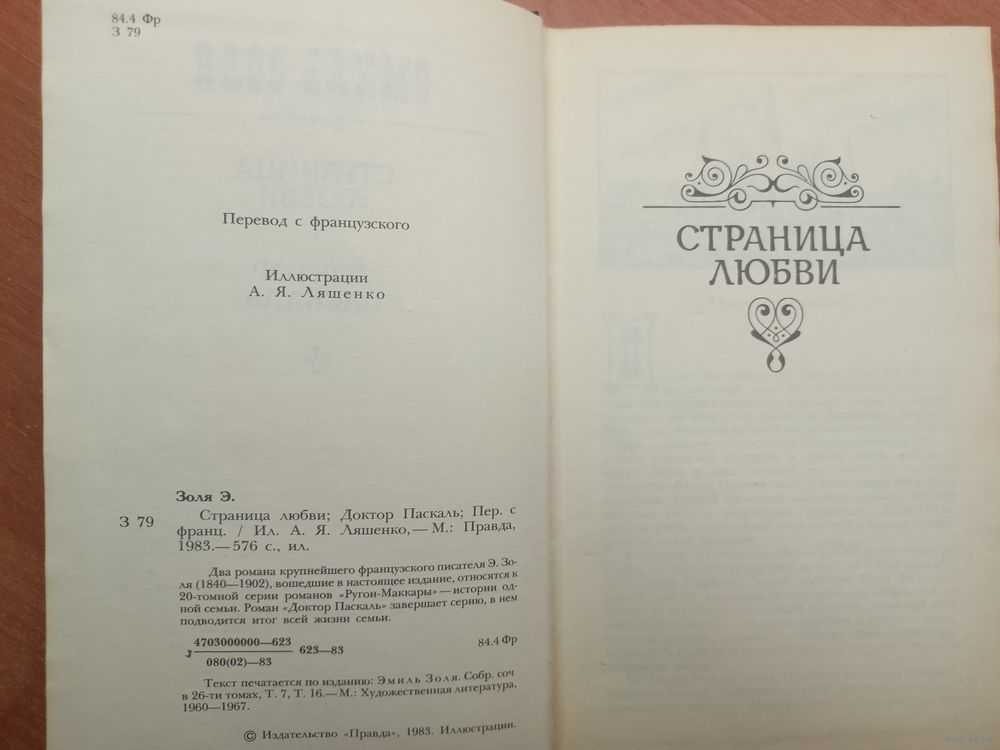 84.4 Фр
З 79
Перевод с французского
Иллюстрации
А. Я. Ляшенко
Золя Э.
З 79
Страница любви; Доктор Паскаль; Пер. с
франц. / Ил. А. Я. Ляшенко, — М.: Правда,
1983.— 576 с., ил.
Два романа крупнейшего французского писателя Э. Зо-
ля (1840—1902), вошедшие в настоящее издание, относятся к
20-томной серии романов «Ругон-Маккары» — истории од-
ной семьи. Роман «Доктор Паскаль» завершает серию, в нем
подводится итог всей жизни семьи.
З 4703000000—623
080(02)—83
623—83
84.4 Фр
Текст печатается по изданию: Эмиль Золя. Собр. соч
в 26-ти томах, Т. 7, Т. 16.— М.: Художественная литература,
1960—1967.
© Издательство «Правда», 1983. Иллюстрации.
СТРАНИЦА
ЛЮБВИ